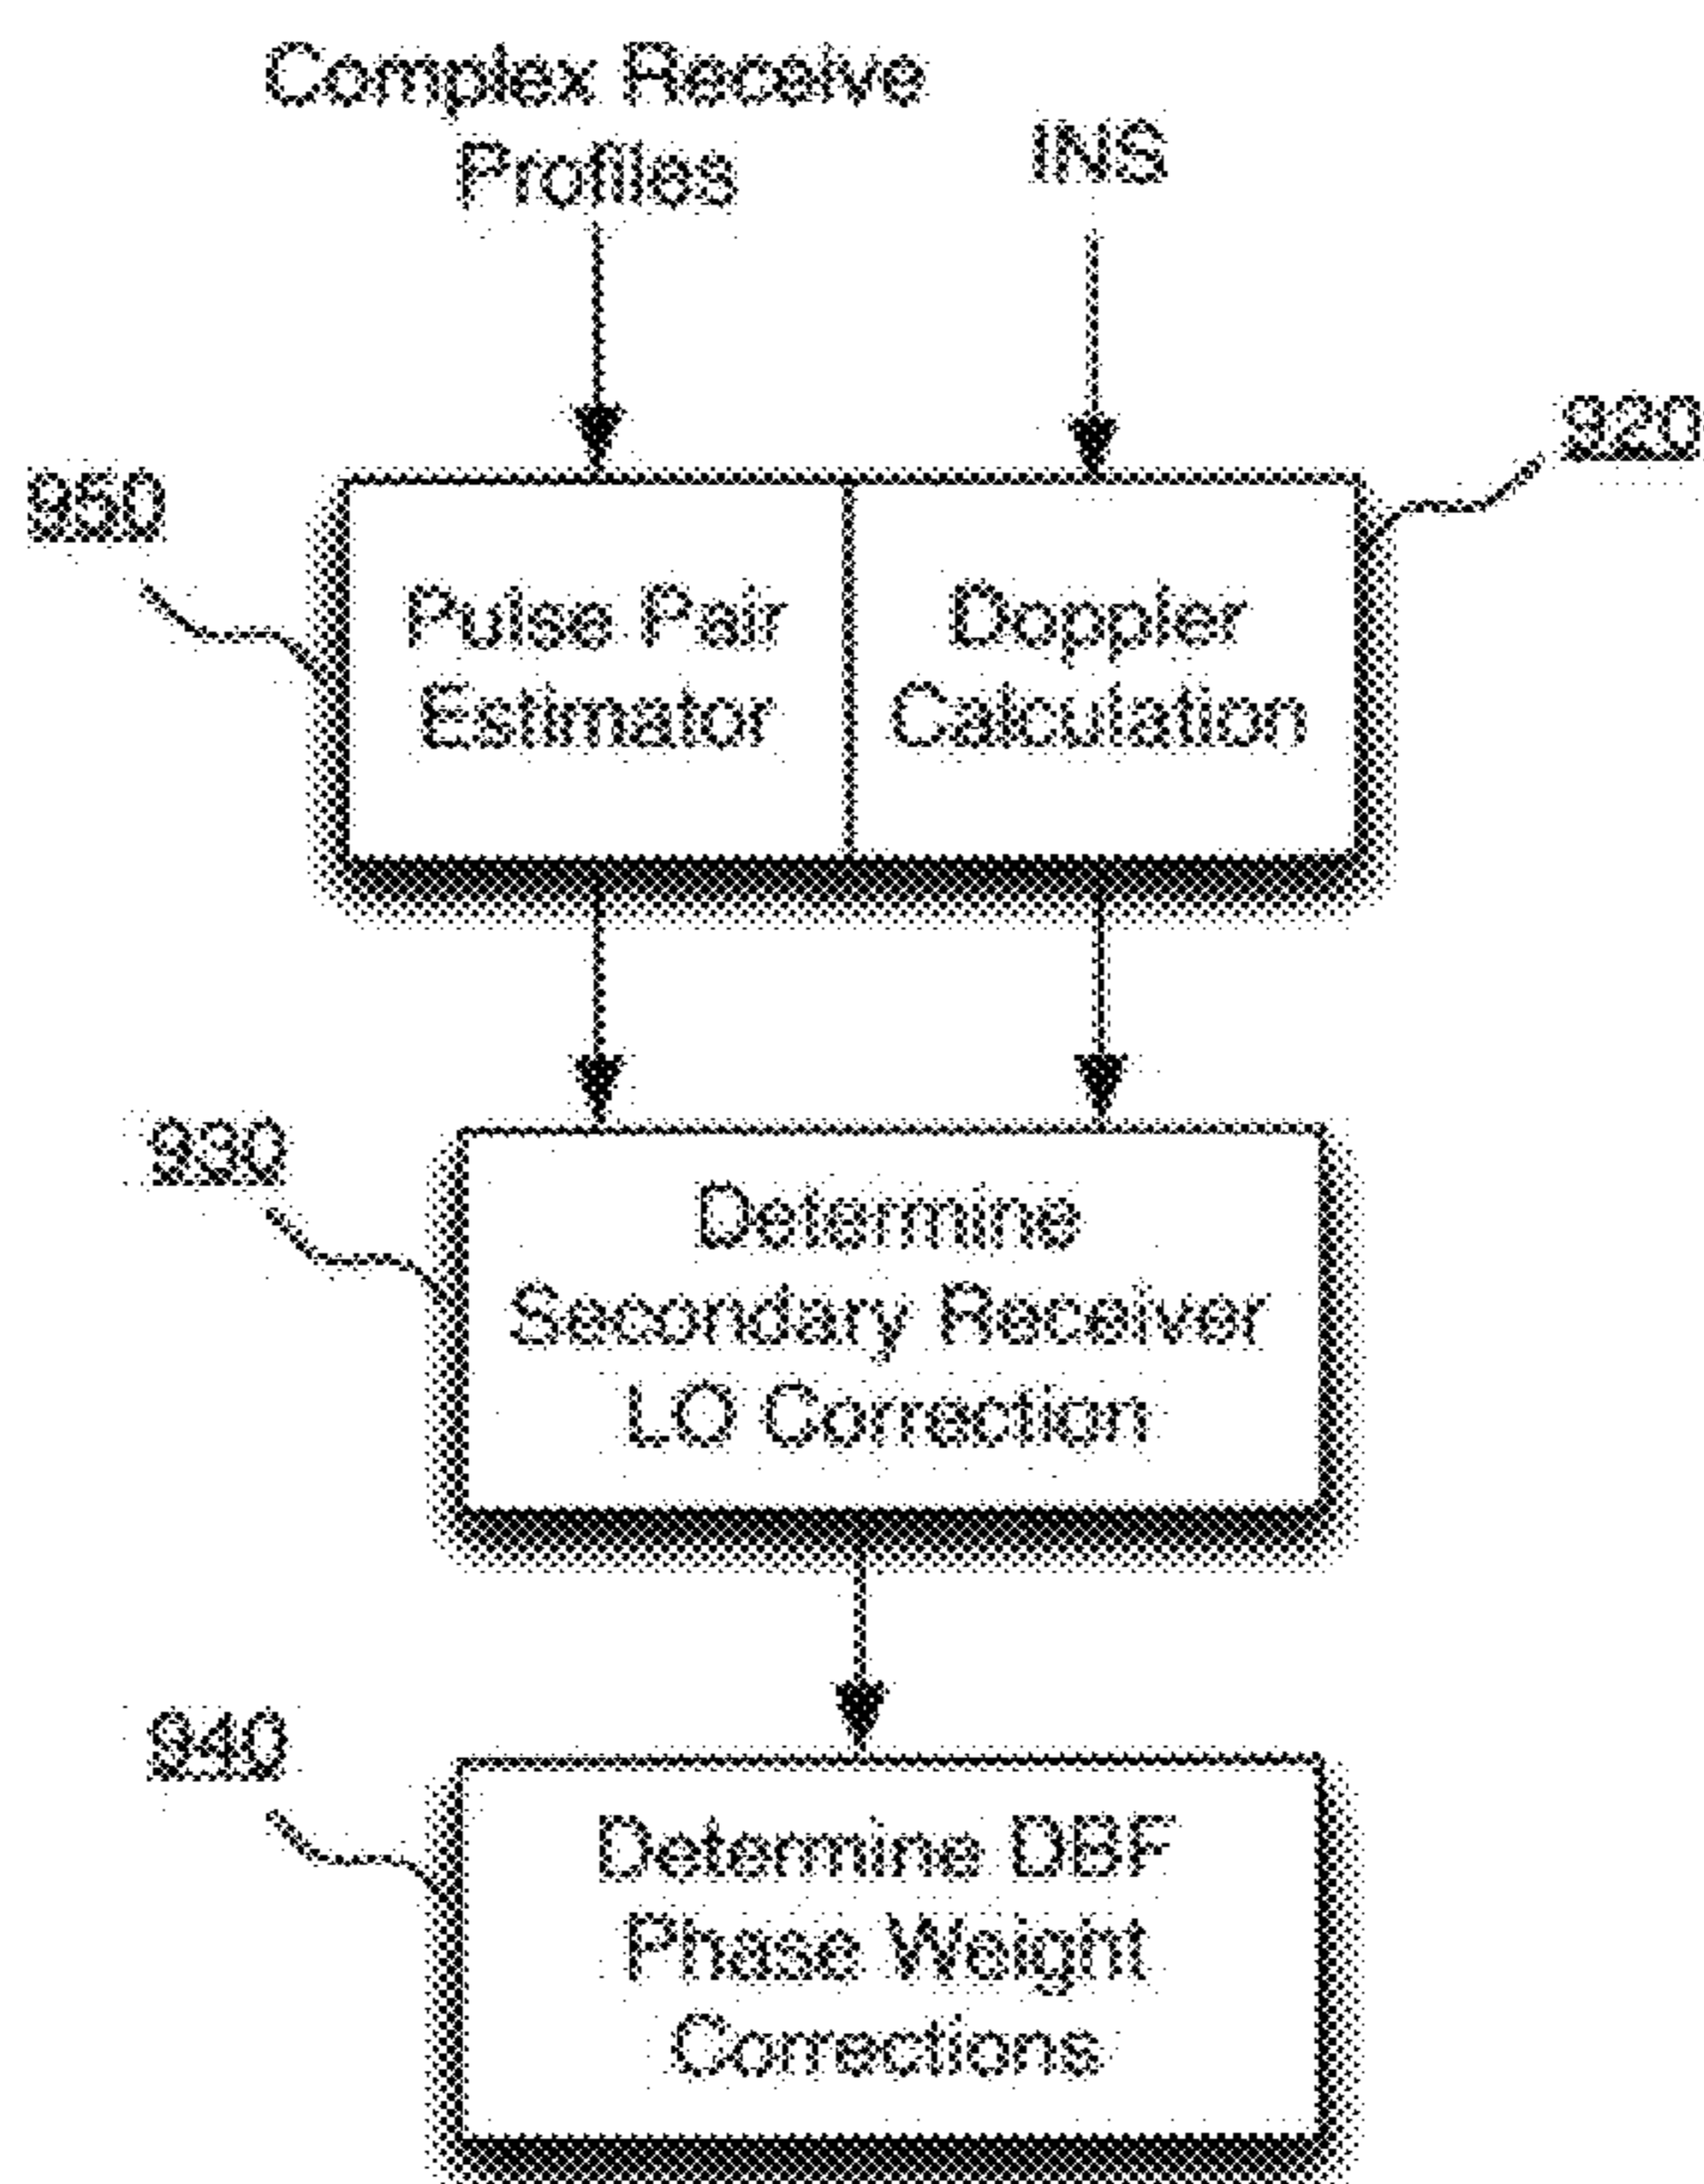 Complex Receive
Profiles
INS
920
950
Pulse Pair
Estimator
Doppler
Calculation
930
Determine
Secondary Receiver
LO Correction
940
Determine DBF
Phase Weight
Corrections